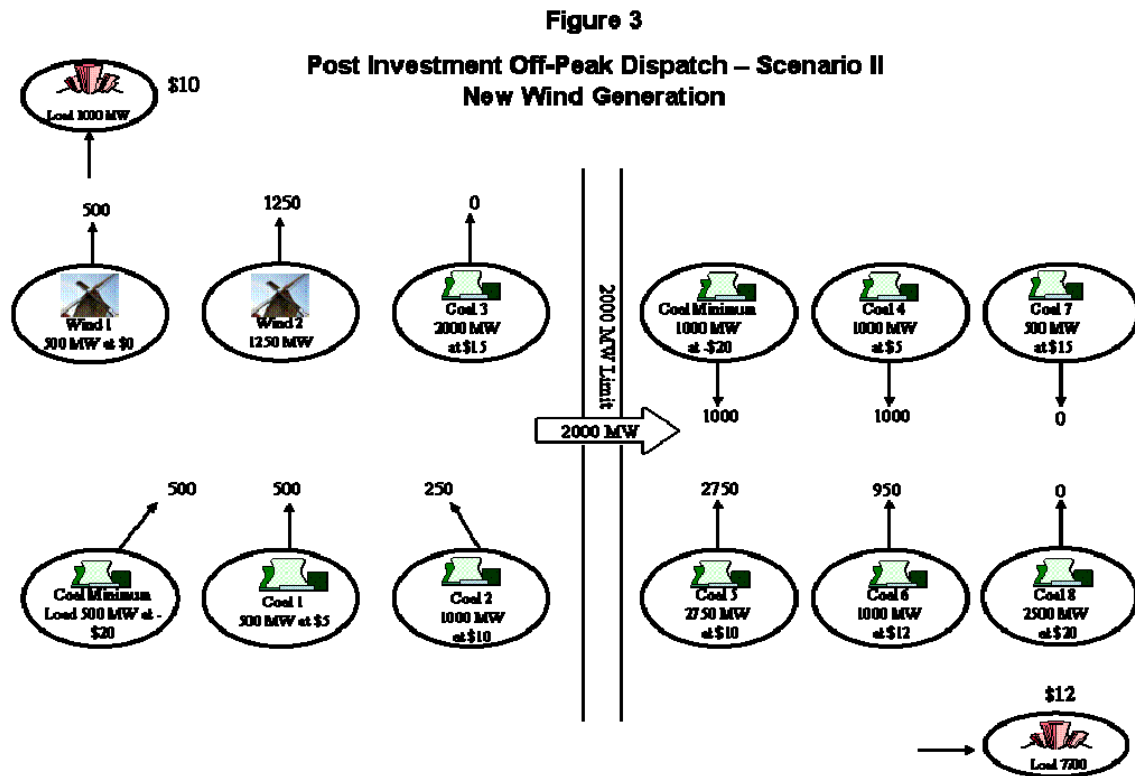 Figure 3
Post Investment Off-Peak Dispatch – Scenario II
New Wind Generation
$10
Load 1000 MW
500
1250
0
Wind 1
500 MW at $0
Wind 2
1250 MW
Coal 3
2000 MW
at $15
2000 MW Limit
Coal Minimum
1000 MW
at -$20
Coal 4
1000 MW
at $5
Coal 7
500 MW
at $15
2000 MW
1000
1000
0
500
500
250
2750
950
0
Coal Minimum
Load 500 MW at -
$20
Coal 1
500 MW at $5
Coal 2
1000 MW
at $10
Coal 5
2750 MW
at $10
Coal 6
1000 MW
at $12
Coal 8
2500 MW
at $20
$12
Load 7700